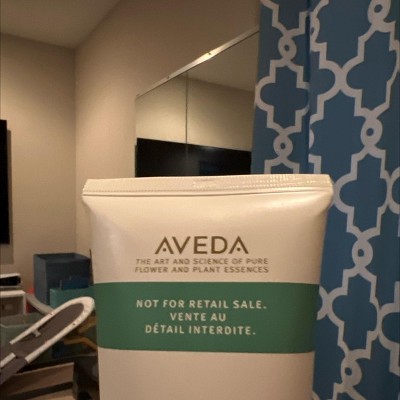 AVEDA
THE ART AND SCIENCE OF PURE
FLOWER AND PLANT ESSENCES
NOT FOR RETAIL SALE.
VENTE AU
DÉTAIL INTERDITE.